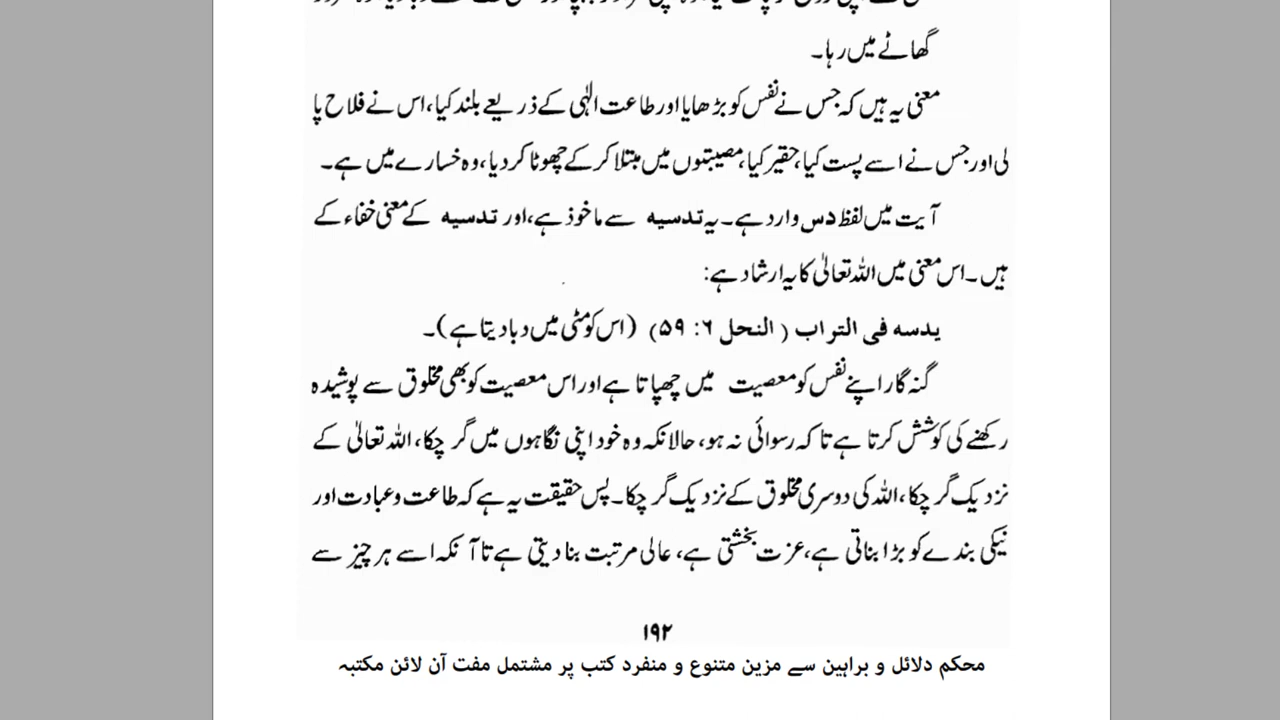 گھاٹے میں رہا۔
معنی یہ ہیں کہ جس نے نفس کو بڑھایا اور طاعت الٰہی کے ذریعے بلند کیا، اس نے فلاح پا
لی اور جس نے اسے پست کیا، حقیر کیا، مصیبتوں میں مبتلا کر کے چھوٹا کر دیا، وہ خسارے میں ہے۔
آیت میں لفظ دس وارد ہے۔ یہ تدسیه سے ماخوذ ہے، اور تدسیه کے معنی خفاء کے
ہیں۔ اس معنی میں اللہ تعالیٰ کا یہ ارشاد ہے:
یدسه فی التراب (النحل ۶: ۵۹) (اس کو مٹی میں دبا دیتا ہے)۔
گنہ گار اپنے نفس کو معصیت میں چھپاتا ہے اور اس معصیت کو بھی مخلوق سے پوشیدہ
رکھنے کی کوشش کرتا ہے تا کہ رسوائی نہ ہو، حالانکہ وہ خود اپنی نگاہوں میں گر چکا، اللہ تعالیٰ کے
نزدیک گر چکا، اللہ کی دوسری مخلوق کے نزدیک گر چکا۔ پس حقیقت یہ ہے کہ طاعت و عبادت اور
نیکی بندے کو بڑا بناتی ہے، عزت بخشتی ہے، عالی مرتبت بنا دیتی ہے تا آنکہ اسے ہر چیز سے
۱۹۲
محکم دلائل و براہین سے مزین متنوع و منفرد کتب پر مشتمل مفت آن لائن مکتبہ